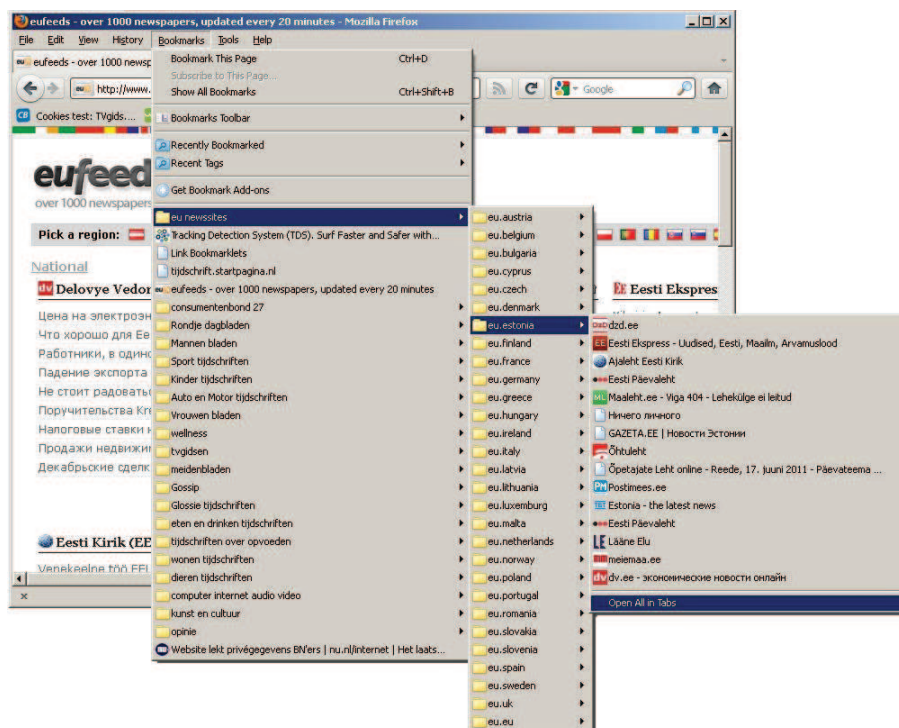 eufeeds - over 1000 newspapers, updated every 20 minutes - Mozilla Firefox
File Edit View History Bookmarks Tools Help
eufeeds - over 1000 newsp
http://www.
Google
Cookies test: TVgids....
Bookmark This Page Ctrl+D
Subscribe to This Page...
Show All Bookmarks Ctrl+Shift+B
Bookmarks Toolbar
Recently Bookmarked
Recent Tags
Get Bookmark Add-ons
eu newssites
Tracking Detection System (TDS). Surf Faster and Safer with...
Link Bookmarklets
tijdschrift.startpagina.nl
eufeeds - over 1000 newspapers, updated every 20 minutes
consumentenbond 27
Rondje dagbladen
Mannen bladen
Sport tijdschriften
Kinder tijdschriften
Auto en Motor tijdschriften
Vrouwen bladen
wellness
tvgidsen
meidenbladen
Gossip
Glossie tijdschriften
eten en drinken tijdschriften
tijdschriften over opvoeden
wonen tijdschriften
dieren tijdschriften
computer internet audio video
kunst en cultuur
opinie
Website lekt privégegevens BN'ers | nu.nl/internet | Het laats...
eufeed
over 1000 newspapers
Pick a region:
National
Delovye Vedor
Цена на электроэн
Что хорошо для Ее
Работники, в одино
Падение экспорта
Не стоит радовать
Поручительства Кre
Налоговые ставки н
Продажи недвижим
Декабрьские сделк
Eesti Kirik (EE
Venekeelne töö EEL
Eesti Ekspres
eu.austria
eu.belgium
eu.bulgaria
eu.cyprus
eu.czech
eu.denmark
eu.estonia
eu.finland
eu.france
eu.germany
eu.greece
eu.hungary
eu.ireland
eu.italy
eu.latvia
eu.lithuania
eu.luxemburg
eu.malta
eu.netherlands
eu.norway
eu.poland
eu.portugal
eu.romania
eu.slovakia
eu.slovenia
eu.spain
eu.sweden
eu.uk
eu.eu
dzd.ee
Eesti Ekspress - Uudised, Eesti, Maailm, Arvamuslood
Ajaleht Eesti Kirik
Eesti Päevaleht
Maaleht.ee - Viga 404 - Lehekülge ei leitud
Ничего личного
GAZETA.EE | Новости Эстонии
Õhtuleht
Õpetajate Leht online - Reede, 17. juuni 2011 - Päevateema ...
Postimees.ee
Estonia - the latest news
Eesti Päevaleht
Lääne Elu
meiemaa.ee
dv.ee - экономические новости онлайн
Open All in Tabs